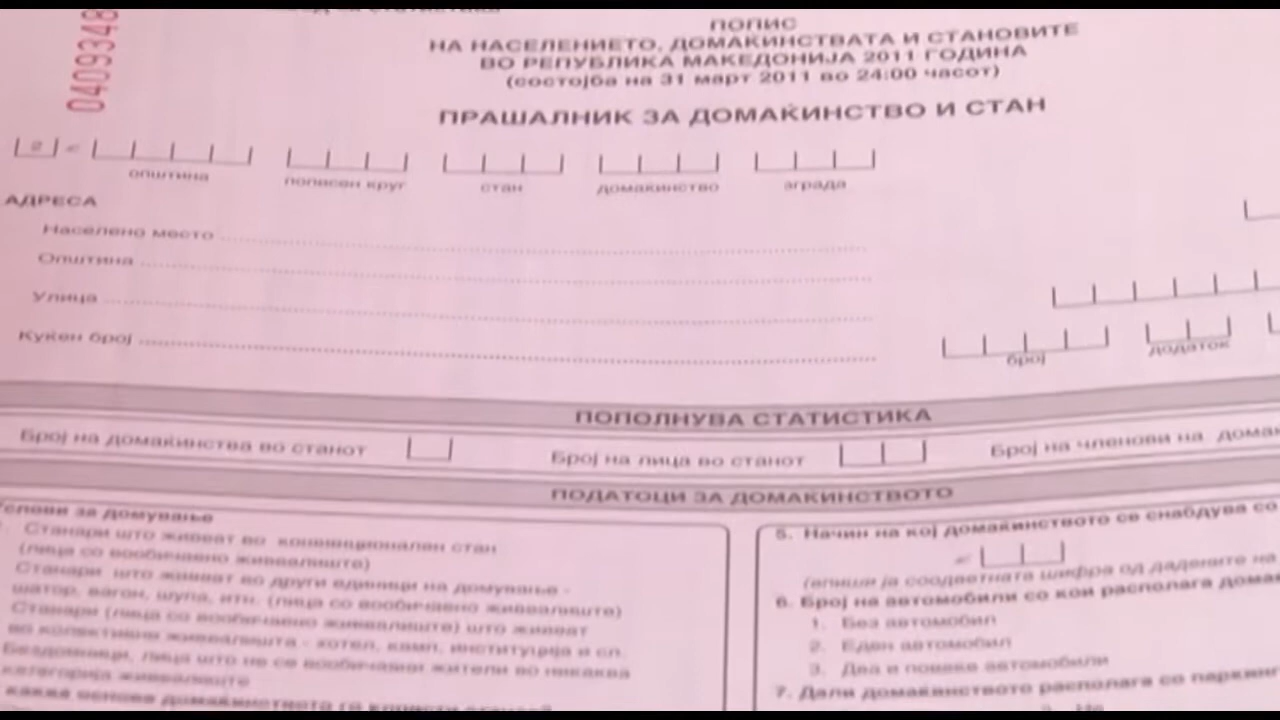 0409348
ПОПИС
НА НАСЕЛЕНИЕТО, ДОМАЌИНСТВАТА И СТАНОВИТЕ
ВО РЕПУБЛИКА МАКЕДОНИЈА 2011 ГОДИНА
(состојба на 31 март 2011 во 24:00 часот)
ПРАШАЛНИК ЗА ДОМАЌИНСТВО И СТАН
2
општина пописен круг стан домаќинство зграда
АДРЕСА
Населено место
Општина
Улица
Куќен број
број додаток
ПОПОЛНУВА СТАТИСТИКА
Број на домаќинства во станот Број на лица во станот Број на членови на
ПОДАТОЦИ ЗА ДОМАЌИНСТВОТО
за домување
Станари што живеат во конвенционален стан
(лица со вообичаено живеалиште)
Станари што живеат во други единици на домување -
шатор, вагон, шупа, итн. (лица со вообичаено живеалиште)
Станари (лица со вообичаено живеалиште) што живеат
во колективни живеалишта - хотел, камп, институција и сл.
Бездомници, лица што не се вообичаени жители во никаква
категорија живеалиште
основа домаќинството го користи станот
5. Начин на кој домаќинството се снабдува со
(впиши ја соодветната шифра од дадените на
6. Број на автомобили со кои располага
1. Без автомобил
2. Еден автомобил
3. Два и повеќе автомобили
7. Дали домаќинството располага со